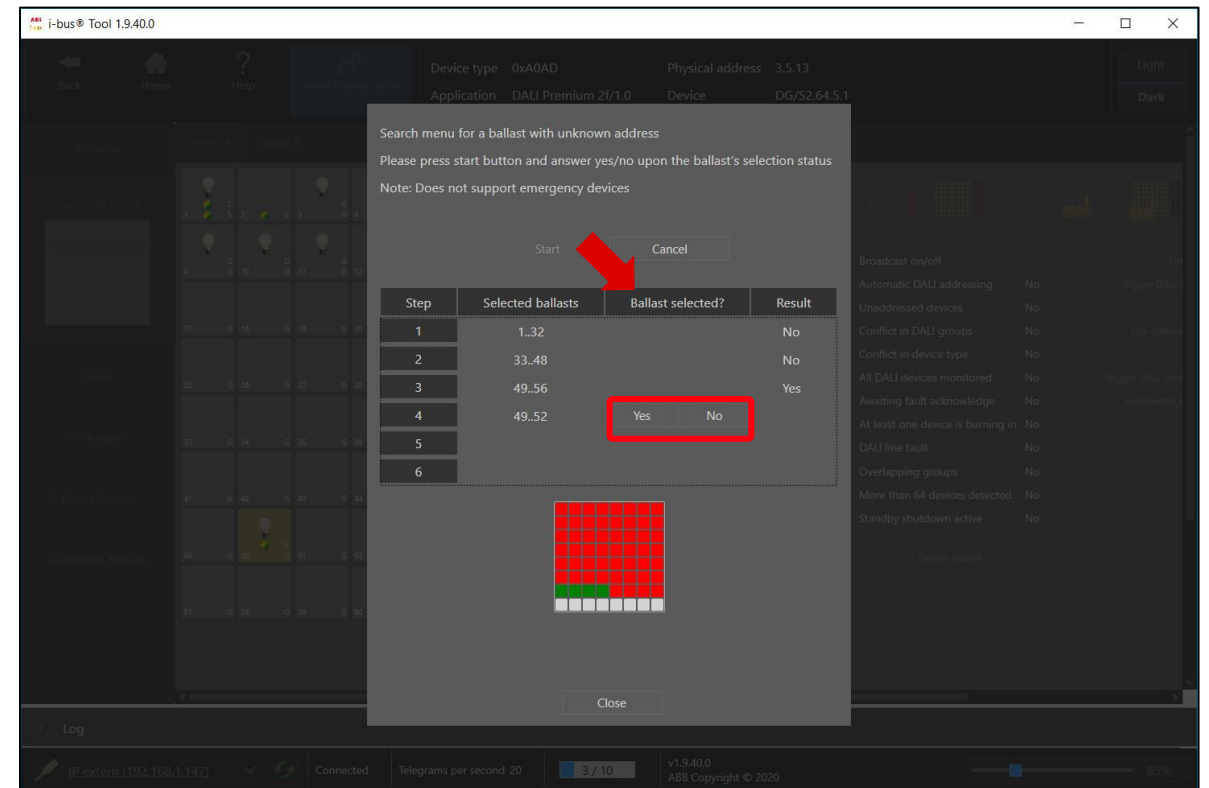 i-bus® Tool 1.9.40.0
Back
Home
Help
Device type 0xA0AD
Physical address 3.5.13
Application DALI Premium 2f/1.0
Device DG/S2.64.5.1
Light
Dark
Welcome
Search menu for a ballast with unknown address
Please press start button and answer yes/no upon the ballast's selection status
Note: Does not support emergency devices
Start
Cancel
Step Selected ballasts Ballast selected? Result
1 1..32 No
2 33..48 No
3 49..56 Yes
4 49..52 Yes No
5
6
Close
Broadcast on/off
Automatic DALI addressing No
Unaddressed devices No
Conflict in DALI groups No
Conflict in device type No
All DALI devices monitored No
Awaiting fault acknowledge No
At least one device is burning in No
DALI line fault No
Overlapping groups No
More than 64 devices detected No
Standby shutdown active No
Search ballast
Supported devices
Log
IP extern (192.168.1.147)
Connected
Telegrams per second 20
3 / 10
v1.9.40.0
ABB Copyright © 2020
85%